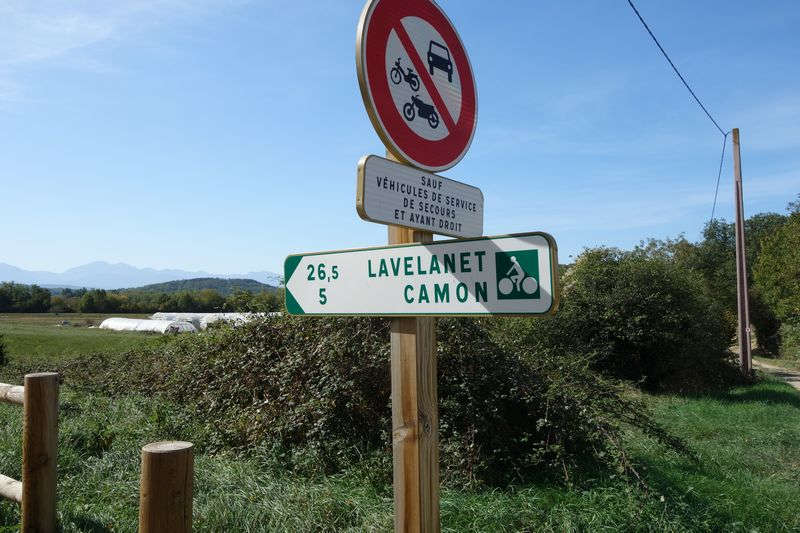 SAUF
VÉHICULES DE SERVICE
DE SECOURS
ET AYANT DROIT
26,5 LAVELANET
5 CAMON